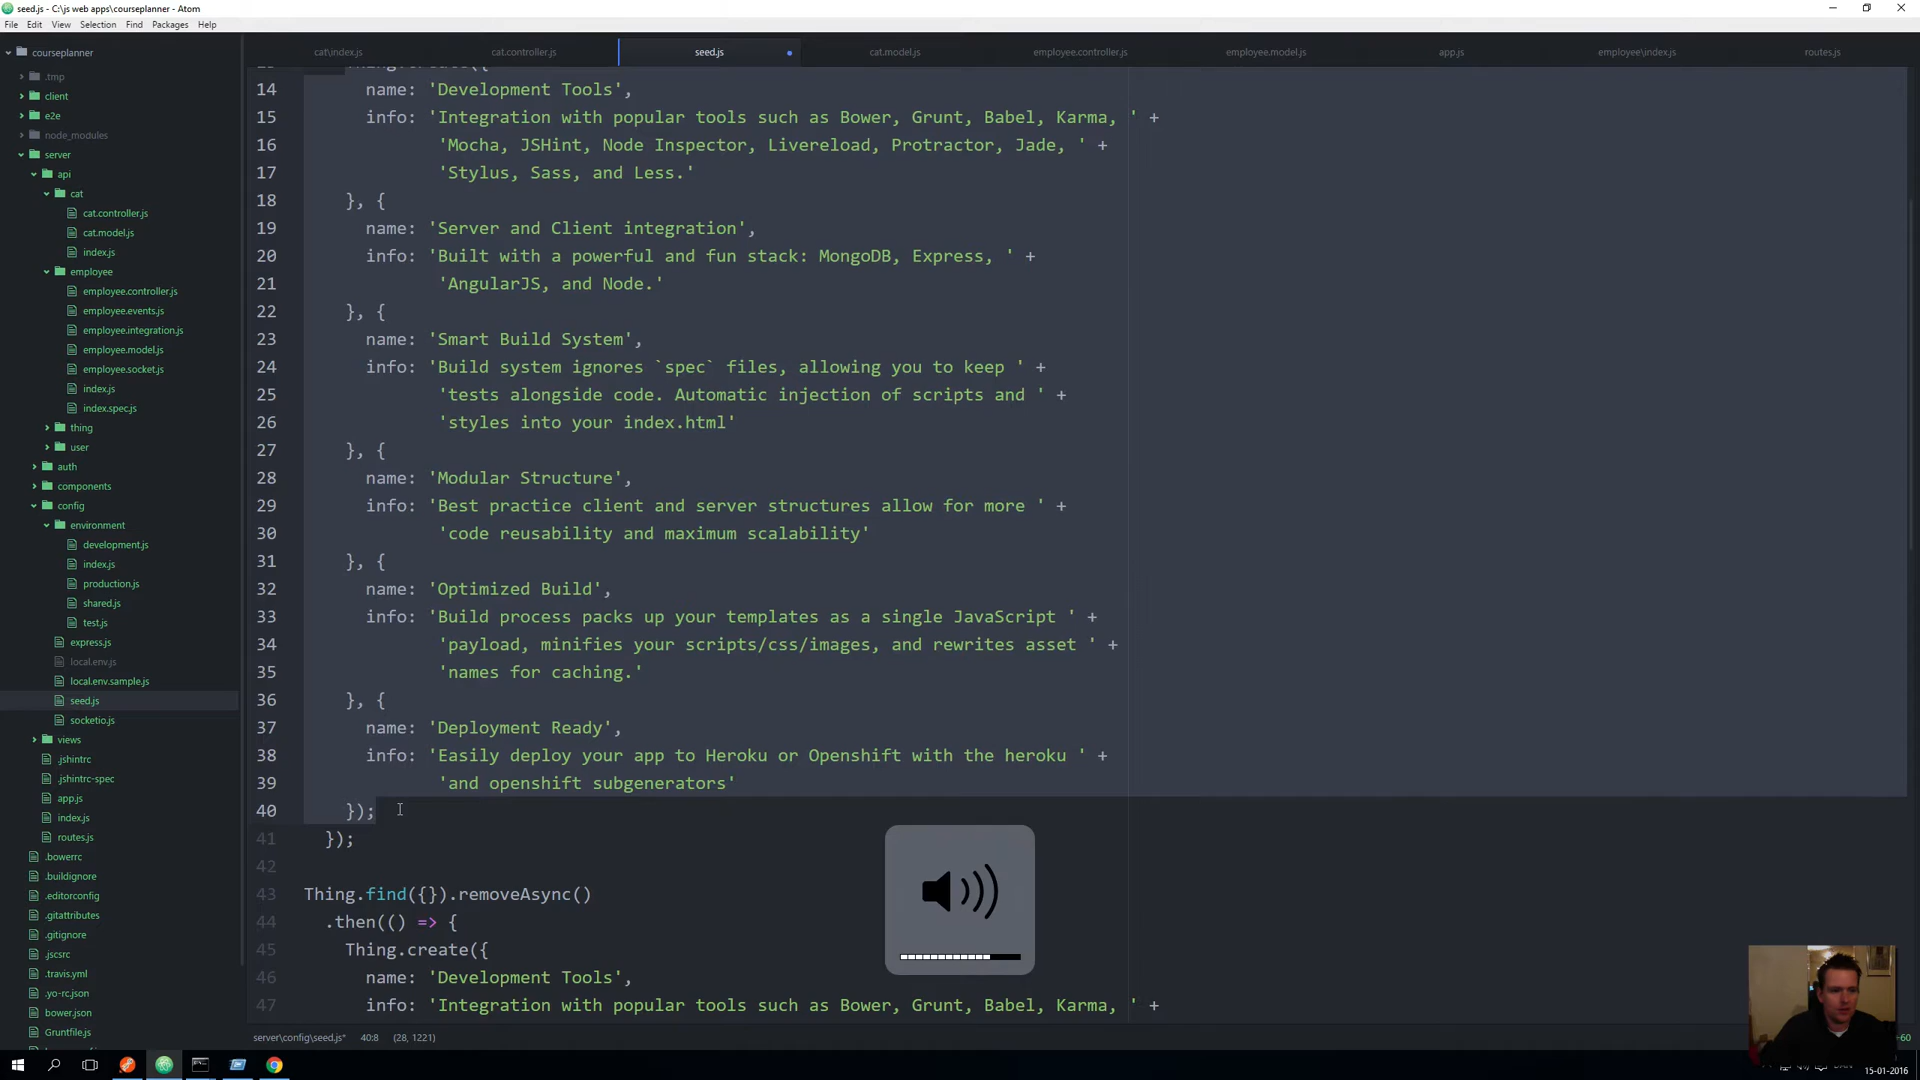 seed.js - C:\js web apps\courseplanner - Atom
File Edit View Selection Find Packages Help
courseplanner
.tmp
client
e2e
node_modules
server
api
cat
cat.controller.js
cat.model.js
index.js
employee
employee.controller.js
employee.events.js
employee.integration.js
employee.model.js
employee.socket.js
index.js
index.spec.js
thing
user
auth
components
config
environment
development.js
index.js
production.js
shared.js
test.js
express.js
local.env.js
local.env.sample.js
seed.js
socketio.js
views
.jshintrc
.jshintrc-spec
app.js
index.js
routes.js
.bowerrc
.buildignore
.editorconfig
.gitattributes
.gitignore
.jscsrc
.travis.yml
.yo-rc.json
bower.json
Gruntfile.js
cat\index.js cat.controller.js seed.js cat.model.js employee.controller.js employee.model.js app.js employee\index.js routes.js
14 name: 'Development Tools',
15 info: 'Integration with popular tools such as Bower, Grunt, Babel, Karma, ' +
16 'Mocha, JSHint, Node Inspector, Livereload, Protractor, Jade, ' +
17 'Stylus, Sass, and Less.'
18 }, {
19 name: 'Server and Client integration',
20 info: 'Built with a powerful and fun stack: MongoDB, Express, ' +
21 'AngularJS, and Node.'
22 }, {
23 name: 'Smart Build System',
24 info: 'Build system ignores `spec` files, allowing you to keep ' +
25 'tests alongside code. Automatic injection of scripts and ' +
26 'styles into your index.html'
27 }, {
28 name: 'Modular Structure',
29 info: 'Best practice client and server structures allow for more ' +
30 'code reusability and maximum scalability'
31 }, {
32 name: 'Optimized Build',
33 info: 'Build process packs up your templates as a single JavaScript ' +
34 'payload, minifies your scripts/css/images, and rewrites asset ' +
35 'names for caching.'
36 }, {
37 name: 'Deployment Ready',
38 info: 'Easily deploy your app to Heroku or Openshift with the heroku ' +
39 'and openshift subgenerators'
40 });
41 });
42
43 Thing.find({}).removeAsync()
44 .then(() => {
45 Thing.create({
46 name: 'Development Tools',
47 info: 'Integration with popular tools such as Bower, Grunt, Babel, Karma, ' +
server\config\seed.js* 40:8 (28, 1221)
15-01-2016